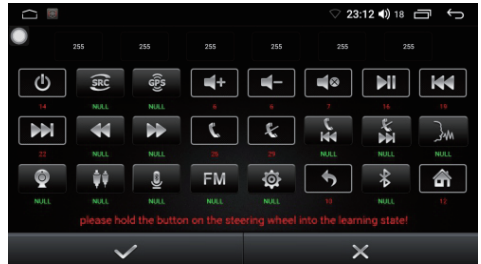 23:12 18
255 255 255 255 255 255
SRC GPS
14 NULL NULL 6 6 7 16 19
22 NULL NULL 25 29 NULL NULL NULL
FM
NULL NULL NULL NULL NULL 10 NULL 12
please hold the button on the steering wheel into the learning state!